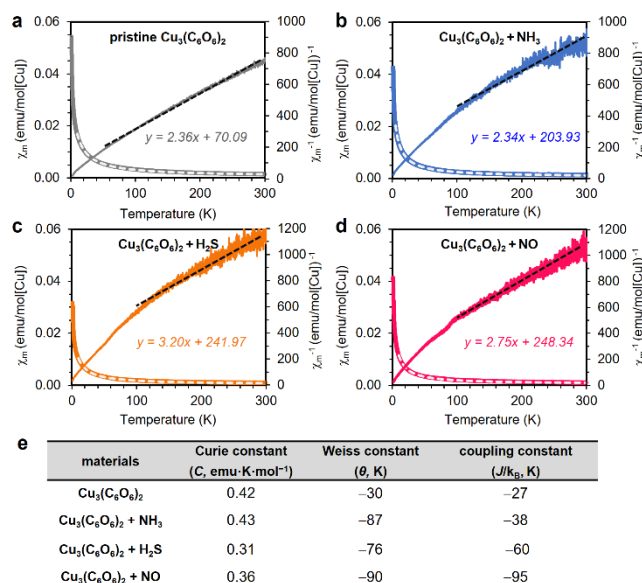 a
pristine Cu₃(C₆O₆)₂
χₘ (emu/mol[Cu])
0.06
0.04
0.02
0.00
y = 2.36x + 70.09
1000
800
600
400
200
0
χₘ⁻¹ (emu/mol[Cu])⁻¹
0 100 200 300
Temperature (K)
b
Cu₃(C₆O₆)₂ + NH₃
χₘ (emu/mol[Cu])
0.06
0.04
0.02
0.00
y = 2.34x + 203.93
1000
800
600
400
200
0
χₘ⁻¹ (emu/mol[Cu])⁻¹
0 100 200 300
Temperature (K)
c
Cu₃(C₆O₆)₂ + H₂S
χₘ (emu/mol[Cu])
0.06
0.04
0.02
0.00
y = 3.20x + 241.97
1200
1000
800
600
400
200
0
χₘ⁻¹ (emu/mol[Cu])⁻¹
0 100 200 300
Temperature (K)
d
Cu₃(C₆O₆)₂ + NO
χₘ (emu/mol[Cu])
0.06
0.04
0.02
0.00
y = 2.75x + 248.34
1200
1000
800
600
400
200
0
χₘ⁻¹ (emu/mol[Cu])⁻¹
0 100 200 300
Temperature (K)
e
materials Curie constant (C, emu·K·mol⁻¹) Weiss constant (θ, K) coupling constant (J/k_B, K)
Cu₃(C₆O₆)₂ 0.42 −30 −27
Cu₃(C₆O₆)₂ + NH₃ 0.43 −87 −38
Cu₃(C₆O₆)₂ + H₂S 0.31 −76 −60
Cu₃(C₆O₆)₂ + NO 0.36 −90 −95